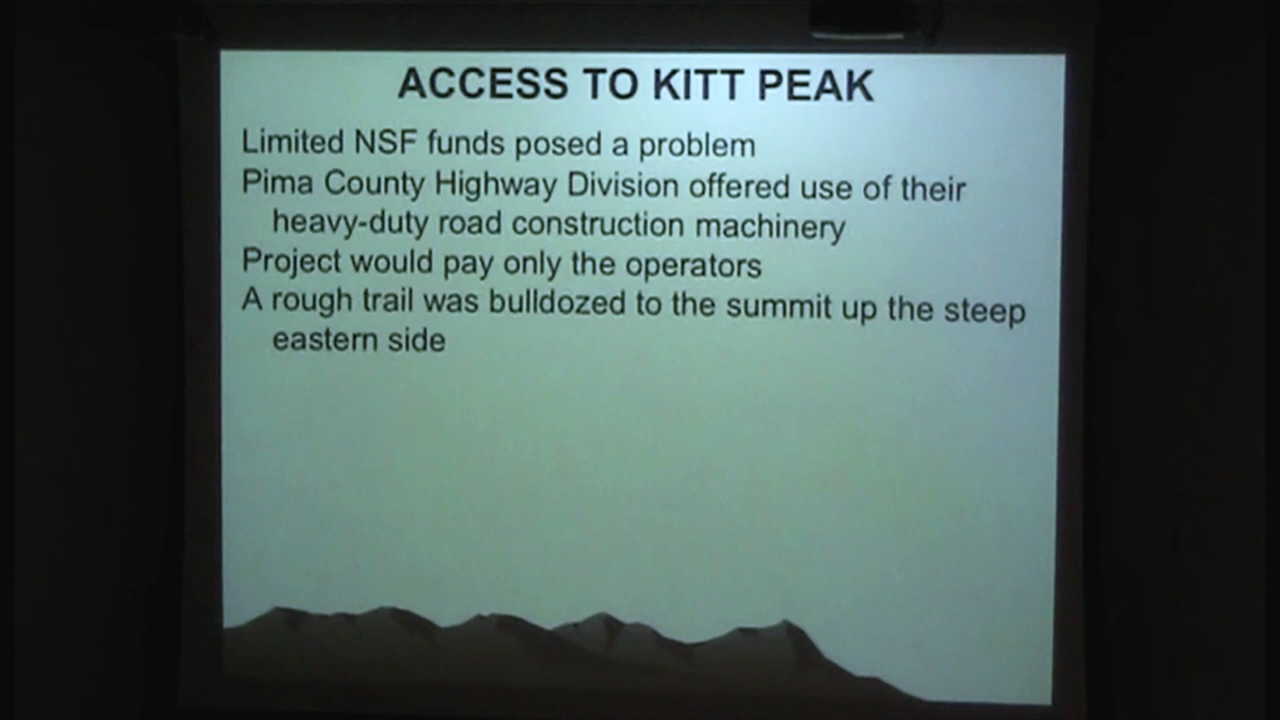 ACCESS TO KITT PEAK
Limited NSF funds posed a problem
Pima County Highway Division offered use of their
heavy-duty road construction machinery
Project would pay only the operators
A rough trail was bulldozed to the summit up the steep
eastern side